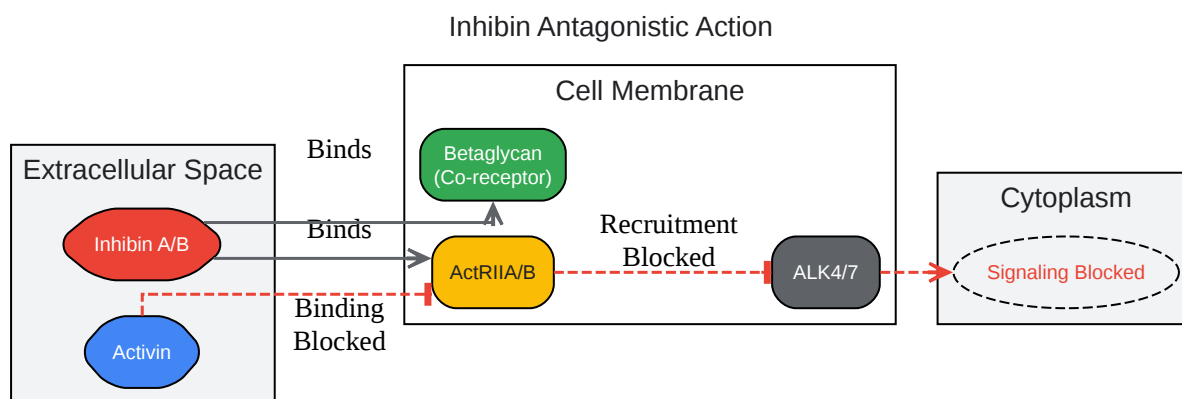 Inhibin Antagonistic Action
Cell Membrane
Extracellular Space
Binds
Betaglycan
(Co-receptor)
Cytoplasm
Inhibin A/B
Binds
Recruitment
Blocked
ActRIIA/B
ALK4/7
Signaling Blocked
Binding
Blocked
Activin